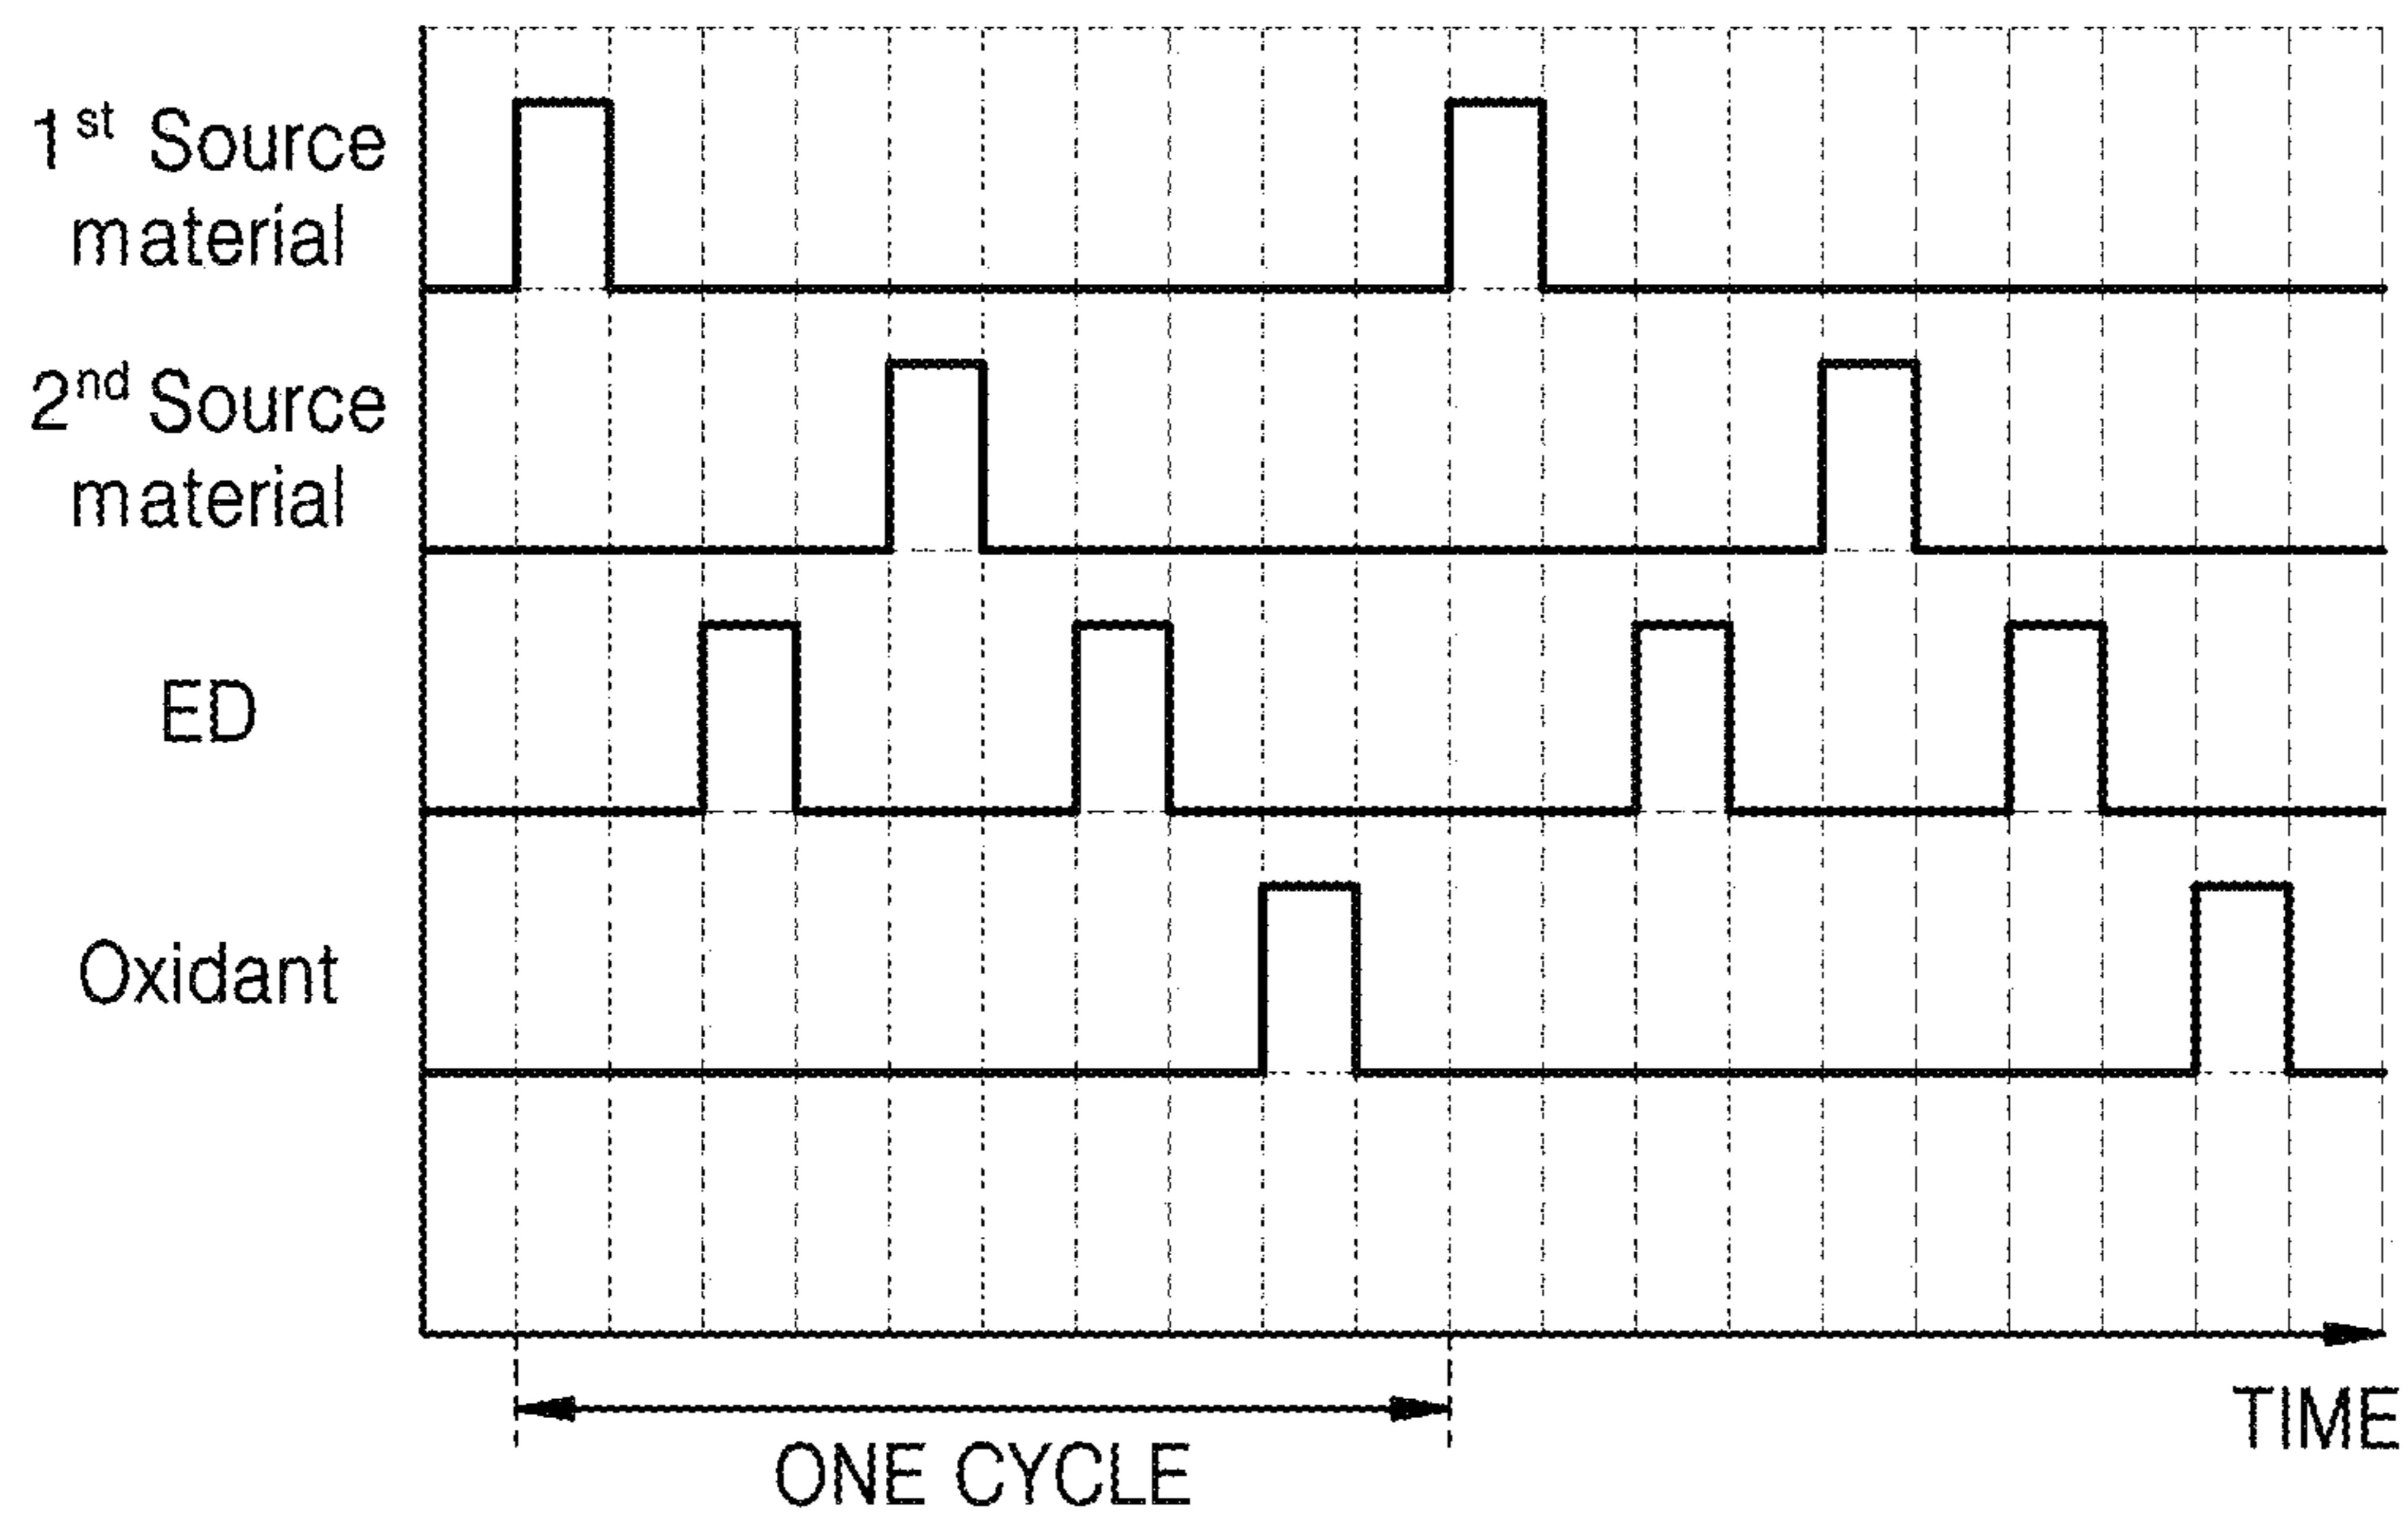 1st Source
material
2nd Source
material
ED
Oxidant
TIME
ONE CYCLE